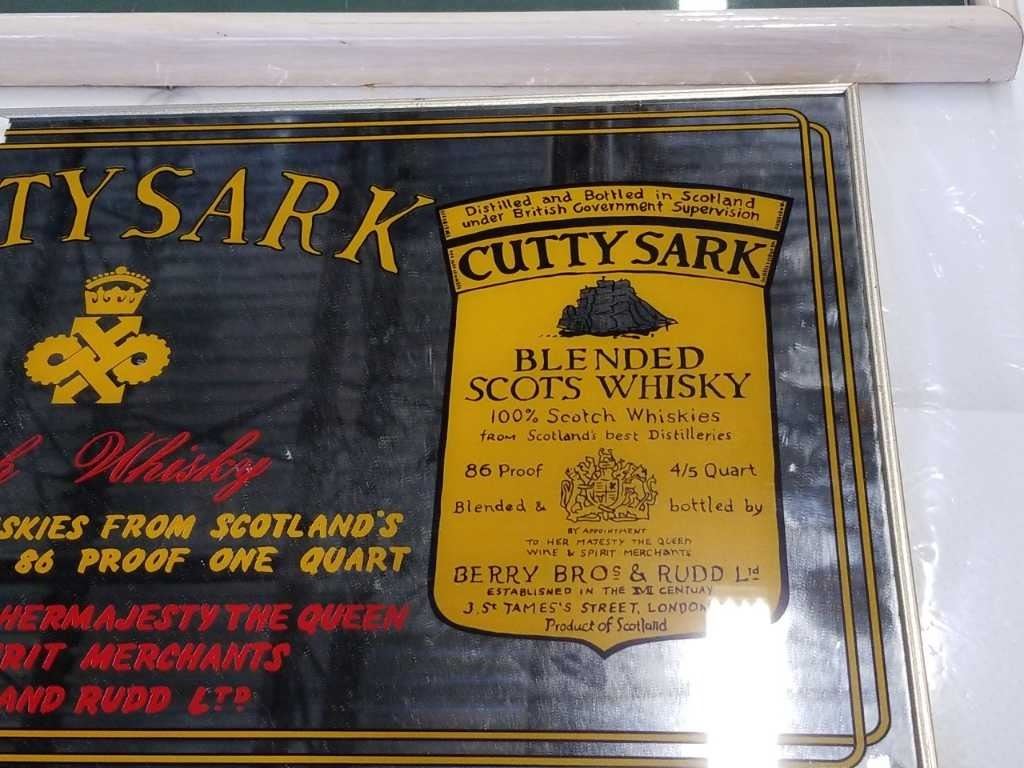 TTY SARK
Whisky
SKIES FROM SCOTLAND'S
86 PROOF ONE QUART
HERMAJESTY THE QUEEN
RIT MERCHANTS
AND RUDD LTD
Distilled and Bottled in Scotland
under British Government Supervision
CUTTY SARK
BLENDED
SCOTS WHISKY
100% Scotch Whiskies
FROM Scotland's best Distilleries
86 Proof 4/5 Quart
Blended & bottled by
BY APPOINTMENT
TO HER MAJESTY THE QUEEN
WINE & SPIRIT MERCHANTS
BERRY BROS & RUDD Ltd
ESTABLISHED IN THE CENTUAY
3. St JAMES'S STREET, LONDON
Product of Scotland